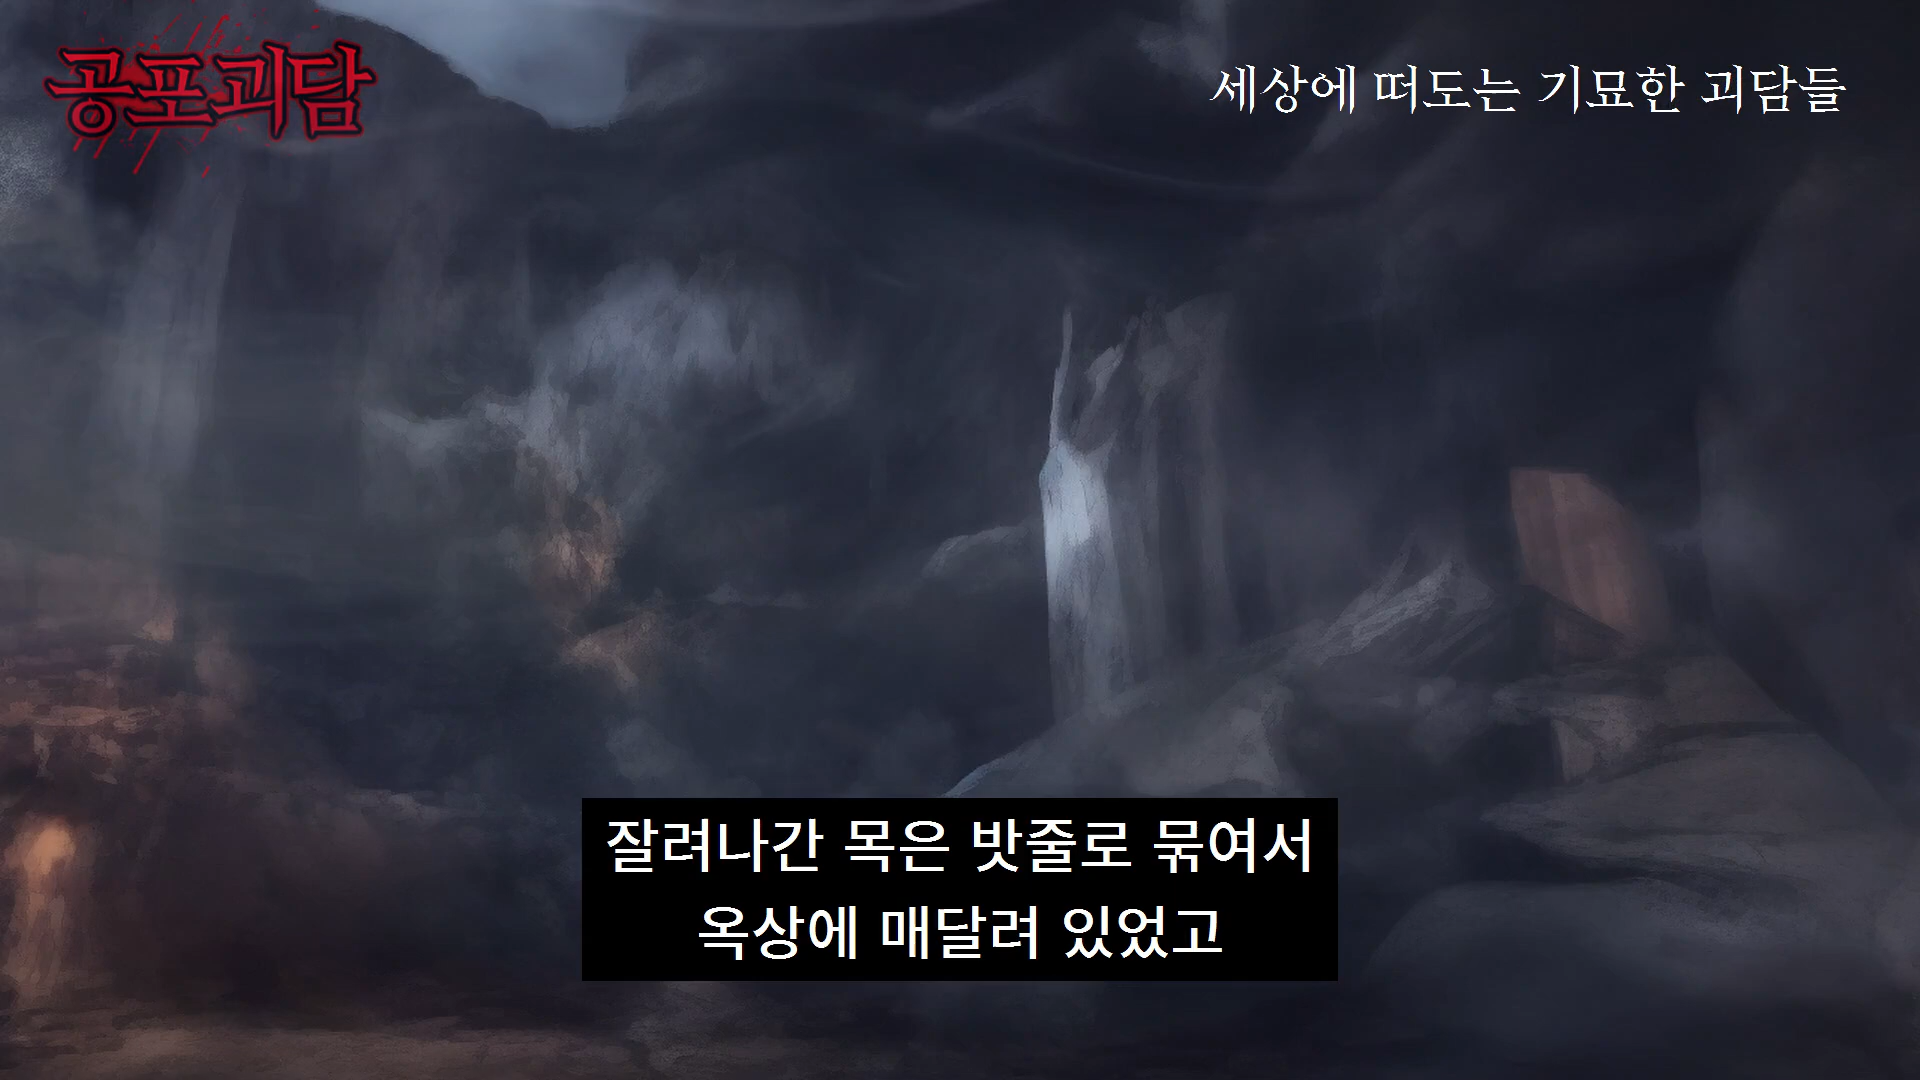 공포괴담
세상에 떠도는 기묘한 괴담들
잘려나간 목은 밧줄로 묶여서
옥상에 매달려 있었고